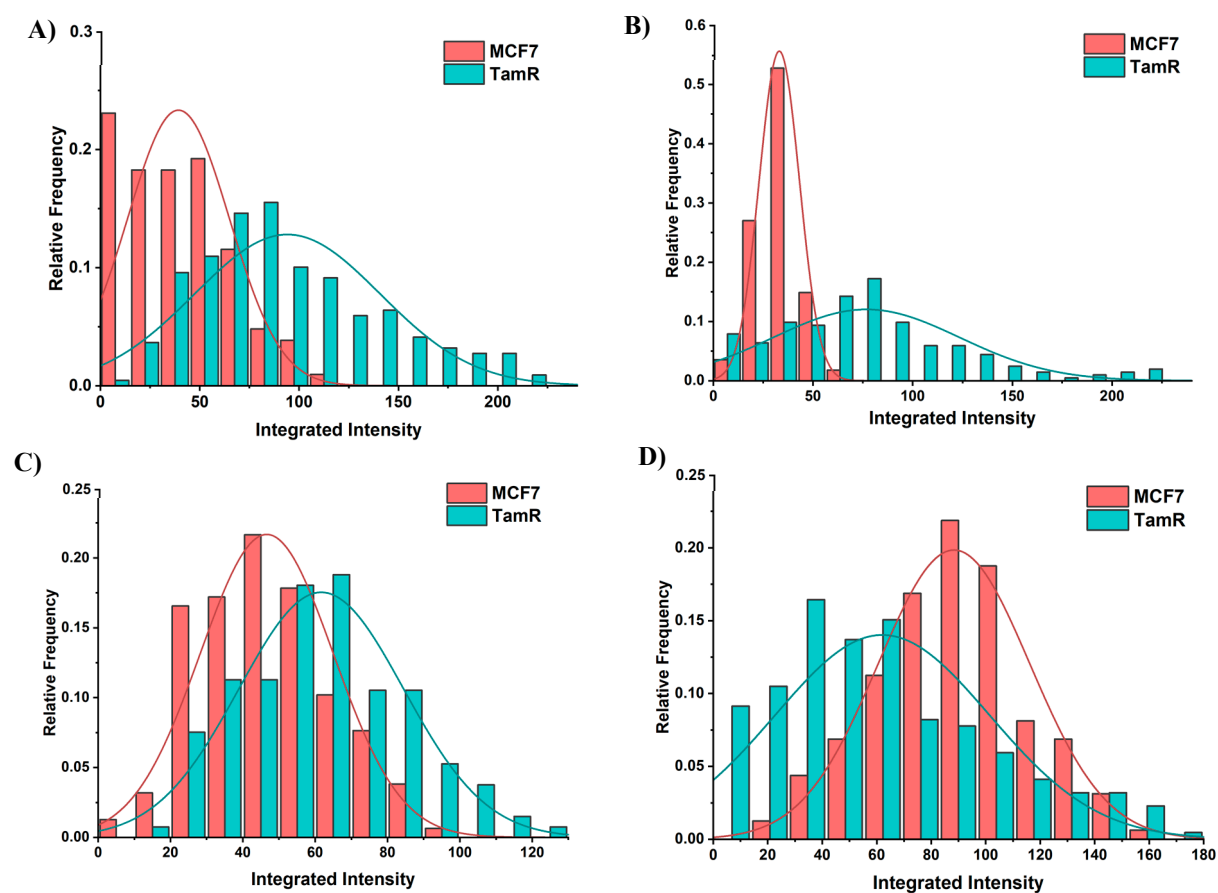 A)
MCF7
TamR
Relative Frequency
0.3
0.2
0.1
0.0
0 50 100 150 200
Integrated Intensity
B)
MCF7
TamR
Relative Frequency
0.6
0.5
0.4
0.3
0.2
0.1
0.0
0 50 100 150 200
Integrated Intensity
C)
MCF7
TamR
Relative Frequency
0.25
0.20
0.15
0.10
0.05
0.00
0 20 40 60 80 100 120
Integrated Intensity
D)
MCF7
TamR
Relative Frequency
0.25
0.20
0.15
0.10
0.05
0.00
0 20 40 60 80 100 120 140 160 180
Integrated Intensity